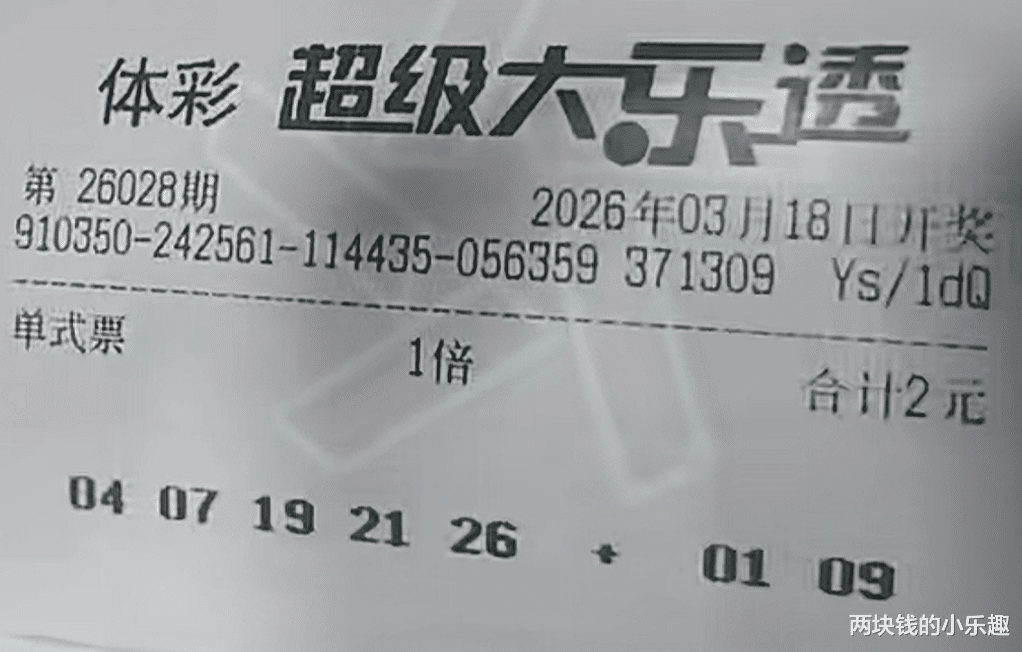 体彩 超级大乐透
第 26028期 2026年03月18日开奖
910350-242561-114435-056359 371309 Ys/1dQ
单式票 1倍 合计2元
04 07 19 21 26 + 01 09
两块钱的小乐趣